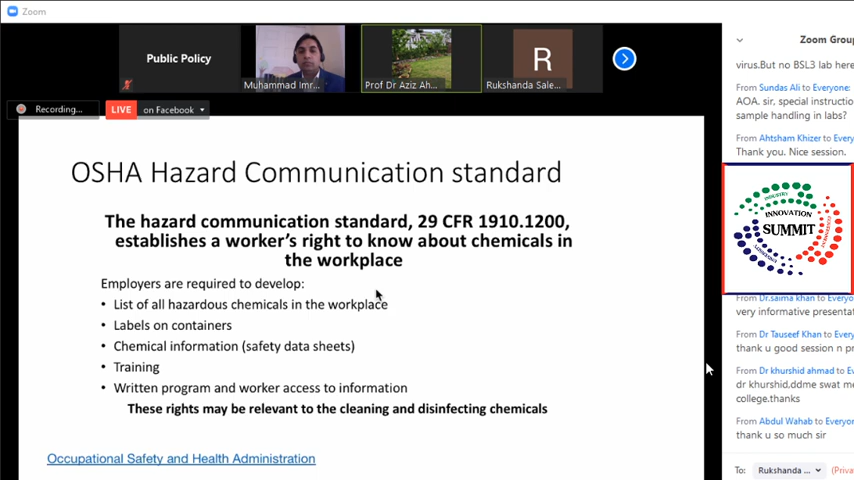 Zoom
Public Policy
Muhammad Imr...
Prof Dr Aziz Ah...
R
Rukshanda Sale...
Recording...
LIVE on Facebook
OSHA Hazard Communication standard
The hazard communication standard, 29 CFR 1910.1200,
establishes a worker's right to know about chemicals in
the workplace
Employers are required to develop:
• List of all hazardous chemicals in the workplace
• Labels on containers
• Chemical information (safety data sheets)
• Training
• Written program and worker access to information
These rights may be relevant to the cleaning and disinfecting chemicals
Occupational Safety and Health Administration
Zoom Group
virus.But no BSL3 lab here
From Sundas Ali to Everyone:
AOA. sir, special instructio
sample handling in labs?
From Ahtsham Khizer to Every
Thank you. Nice session.
INDUSTRY
INNOVATION
SUMMIT
From Dr.saima khan to Everyon
very informative presentat
From Dr Tauseef Khan to Every
thank u good session n pr
From Dr khurshid ahmad to Ev
dr khurshid,ddme swat me
college.thanks
From Abdul Wahab to Everyon
thank u so much sir
To: Rukshanda ... (Priva